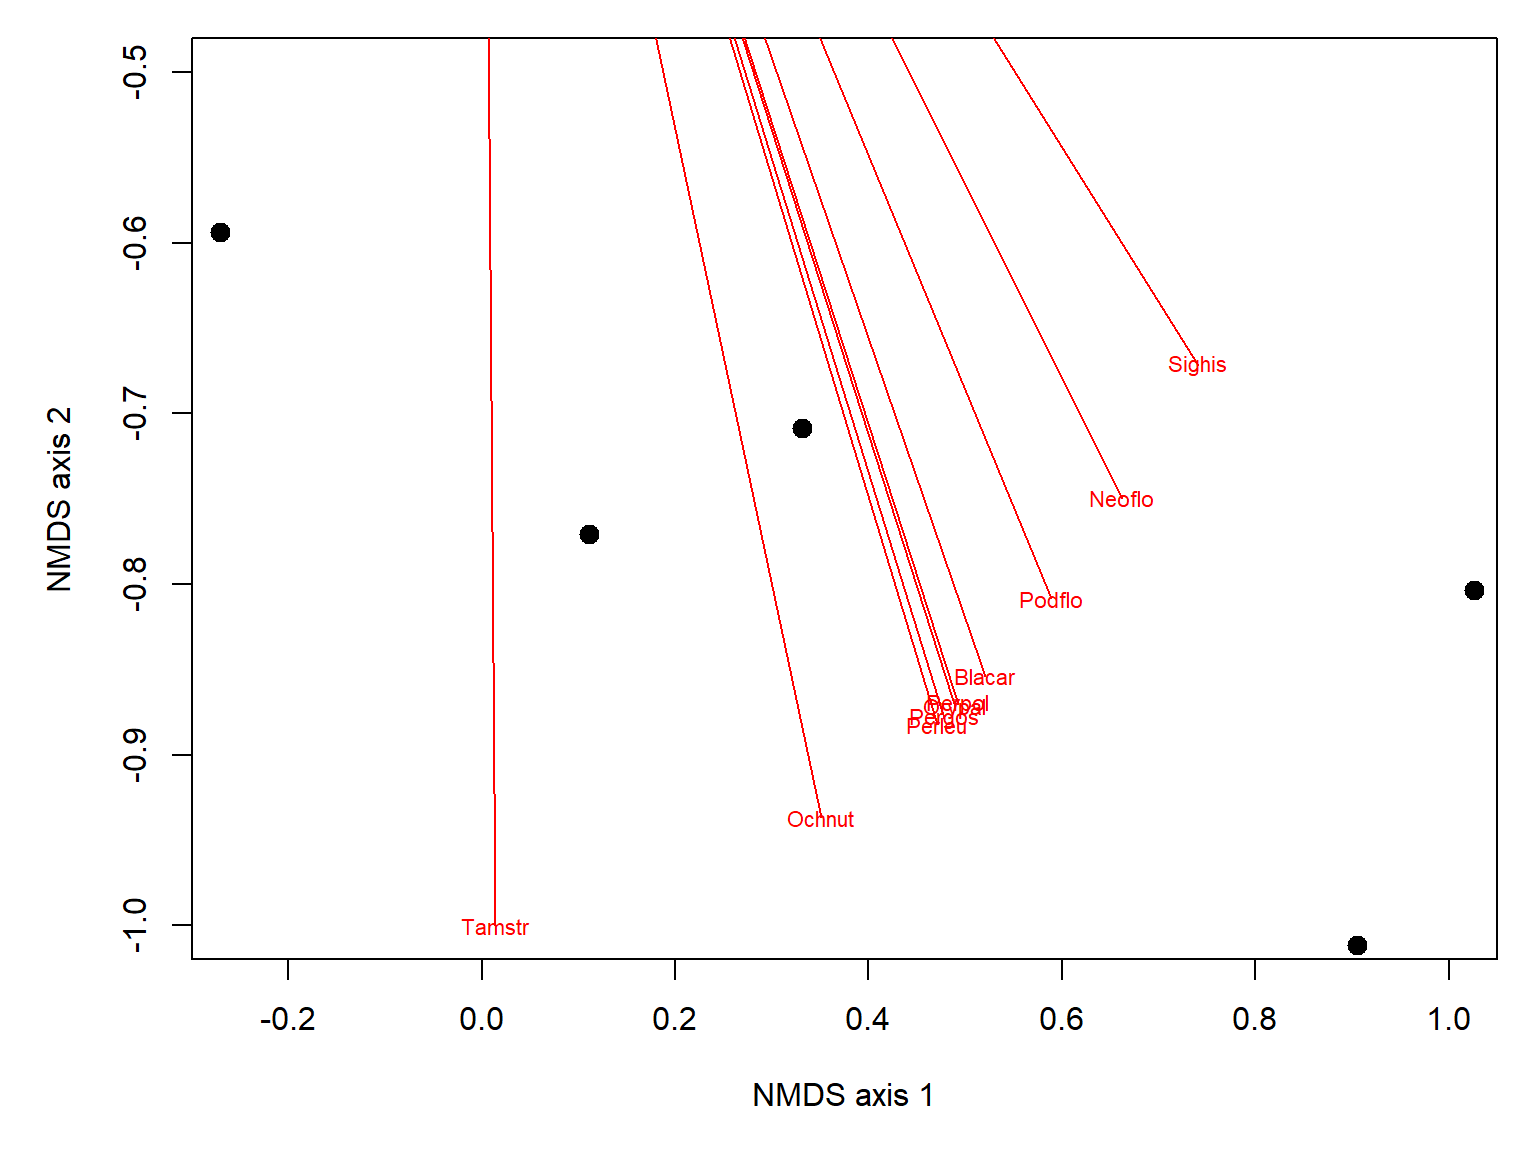 -0.5
-0.6
-0.7
-0.8
-0.9
-1.0
NMDS axis 2
Sighis
Neoflo
Podflo
Blacar
Perpol
Perleu
Ochnut
Tamstr
-0.2 0.0 0.2 0.4 0.6 0.8 1.0
NMDS axis 1